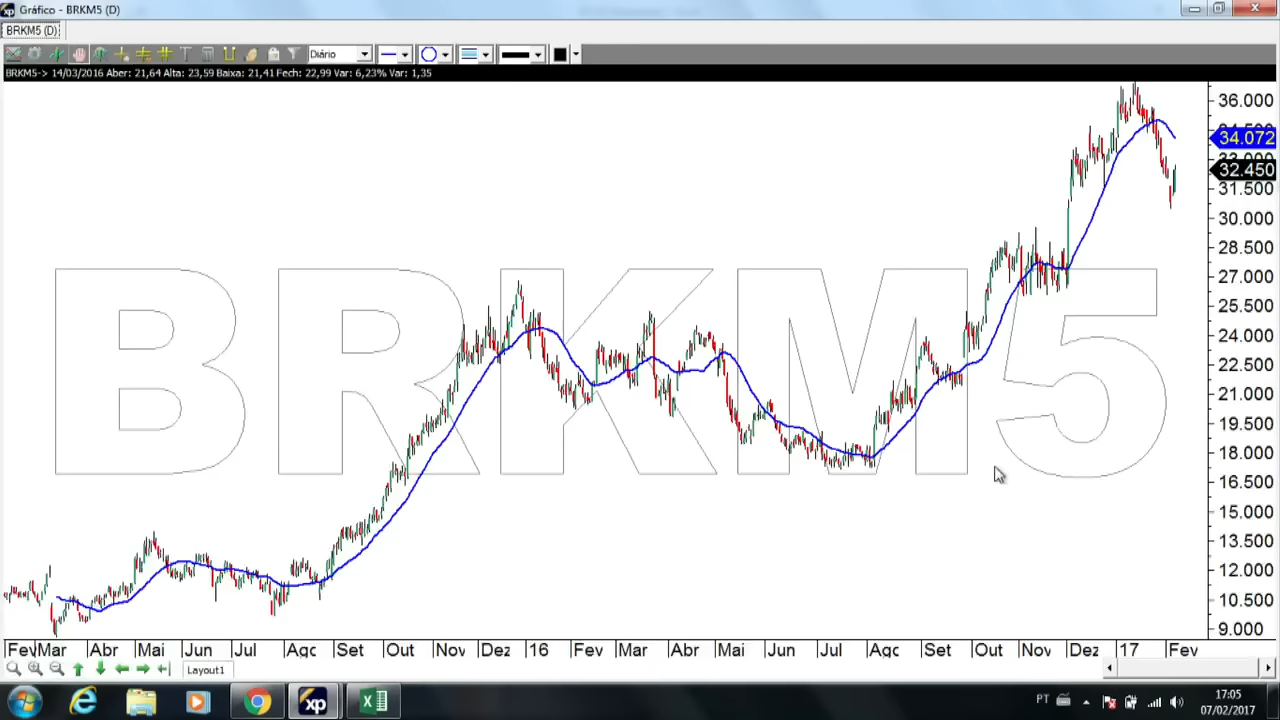 Gráfico - BRKM5 (D)
BRKM5 (D)
Diário
BRKM5-> 14/03/2016 Aber: 21,64 Alta: 23,59 Baixa: 21,41 Fech: 22,99 Var: 6,23% Var: 1,35
BRKM5
36.000
34.072
32.450
31.500
30.000
28.500
27.000
25.500
24.000
22.500
21.000
19.500
18.000
16.500
15.000
13.500
12.000
10.500
9.000
Fev Mar Abr Mai Jun Jul Ago Set Out Nov Dez 16 Fev Mar Abr Mai Jun Jul Ago Set Out Nov Dez 17 Fev
Layout1
xp
PT
17:05
07/02/2017